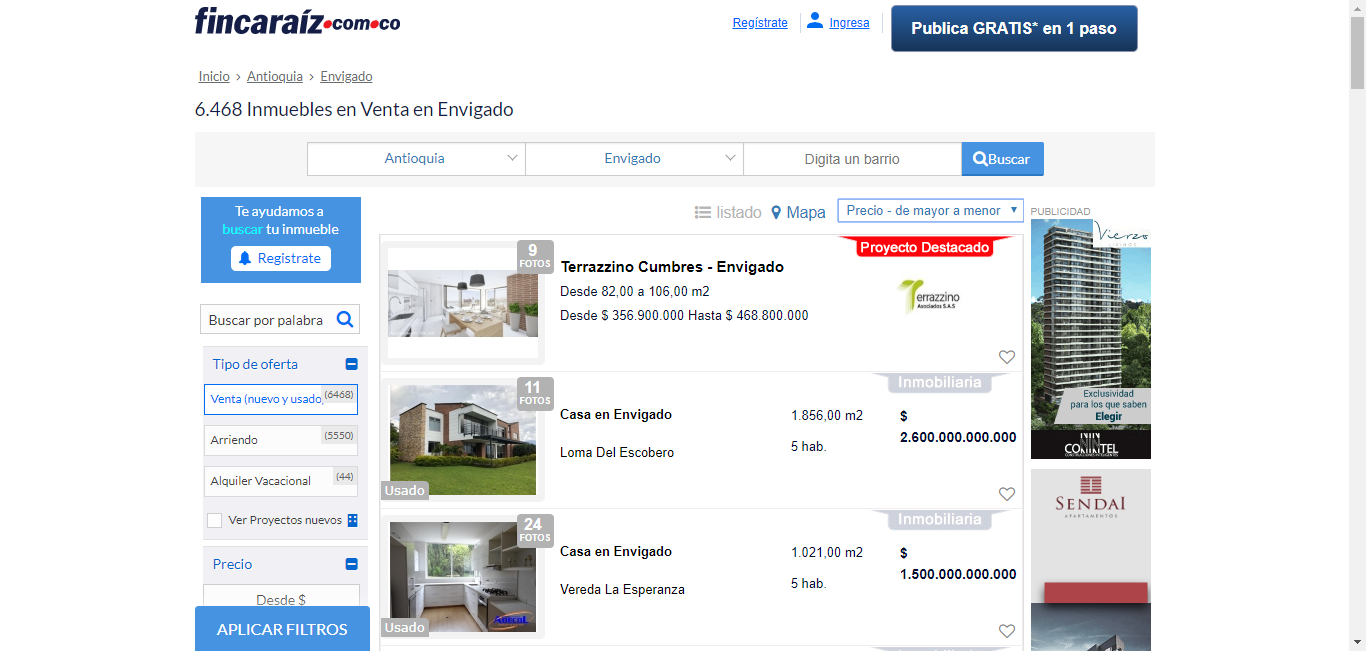 fincaraíz.com.co
Regístrate
Ingresa
Publica GRATIS* en 1 paso
Inicio > Antioquia > Envigado
6.468 Inmuebles en Venta en Envigado
Antioquia
Envigado
Digita un barrio
Buscar
Te ayudamos a
buscar tu inmueble
Registrate
Buscar por palabra
Tipo de oferta
Venta (nuevo y usado
(6468)
Arriendo
(5550)
Alquiler Vacacional
(44)
Ver Proyectos nuevos
Precio
Desde $
APLICAR FILTROS
listado
Mapa
Precio - de mayor a menor
9
FOTOS
Terrazzino Cumbres - Envigado
Desde 82,00 a 106,00 m2
Desde $ 356.900.000 Hasta $ 468.800.000
Proyecto Destacado
Terrazzino
Asociados S.A.S
11
FOTOS
Usado
Casa en Envigado
Loma Del Escobero
1.856,00 m2
5 hab.
Inmobiliaria
$
2.600.000.000.000
24
FOTOS
Adecol
Usado
Casa en Envigado
Vereda La Esperanza
1.021,00 m2
5 hab.
Inmobiliaria
$
1.500.000.000.000
PUBLICIDAD
Vierzo
Exclusividad
para los que saben
Elegir
CONINTEL
CONSTRUCCIONES INTELIGENTES
SENDAI
APARTAMENTOS